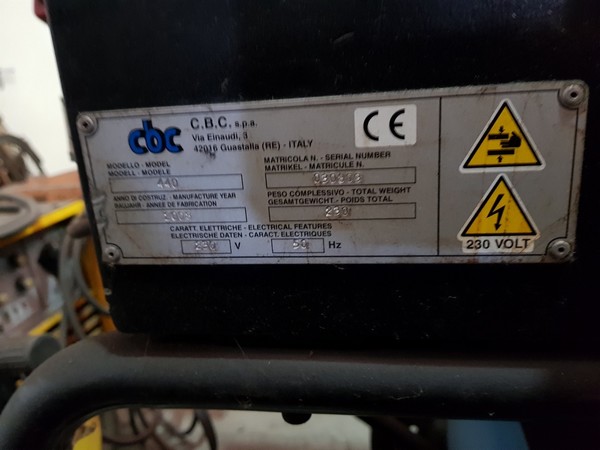 cbc
C.B.C. s.p.a.
Via Einaudi, 3
42016 Guastalla (RE) - ITALY
CE
MODELLO - MODEL
MODELL - MODELE
440
MATRICOLA N. - SERIAL NUMBER
MATRIKEL - MATRICULE N.
ANNO DI COSTRUZ. - MANUFACTURE YEAR
BAUJAHR - ANNEE DE FABRICATION
PESO COMPLESSIVO - TOTAL WEIGHT
GESAMTGEWICHT - POIDS TOTAL
CARATT. ELETTRICHE - ELECTRICAL FEATURES
ELEKTRISCHE DATEN - CARACT. ELECTRIQUES
V
50 Hz
230 VOLT